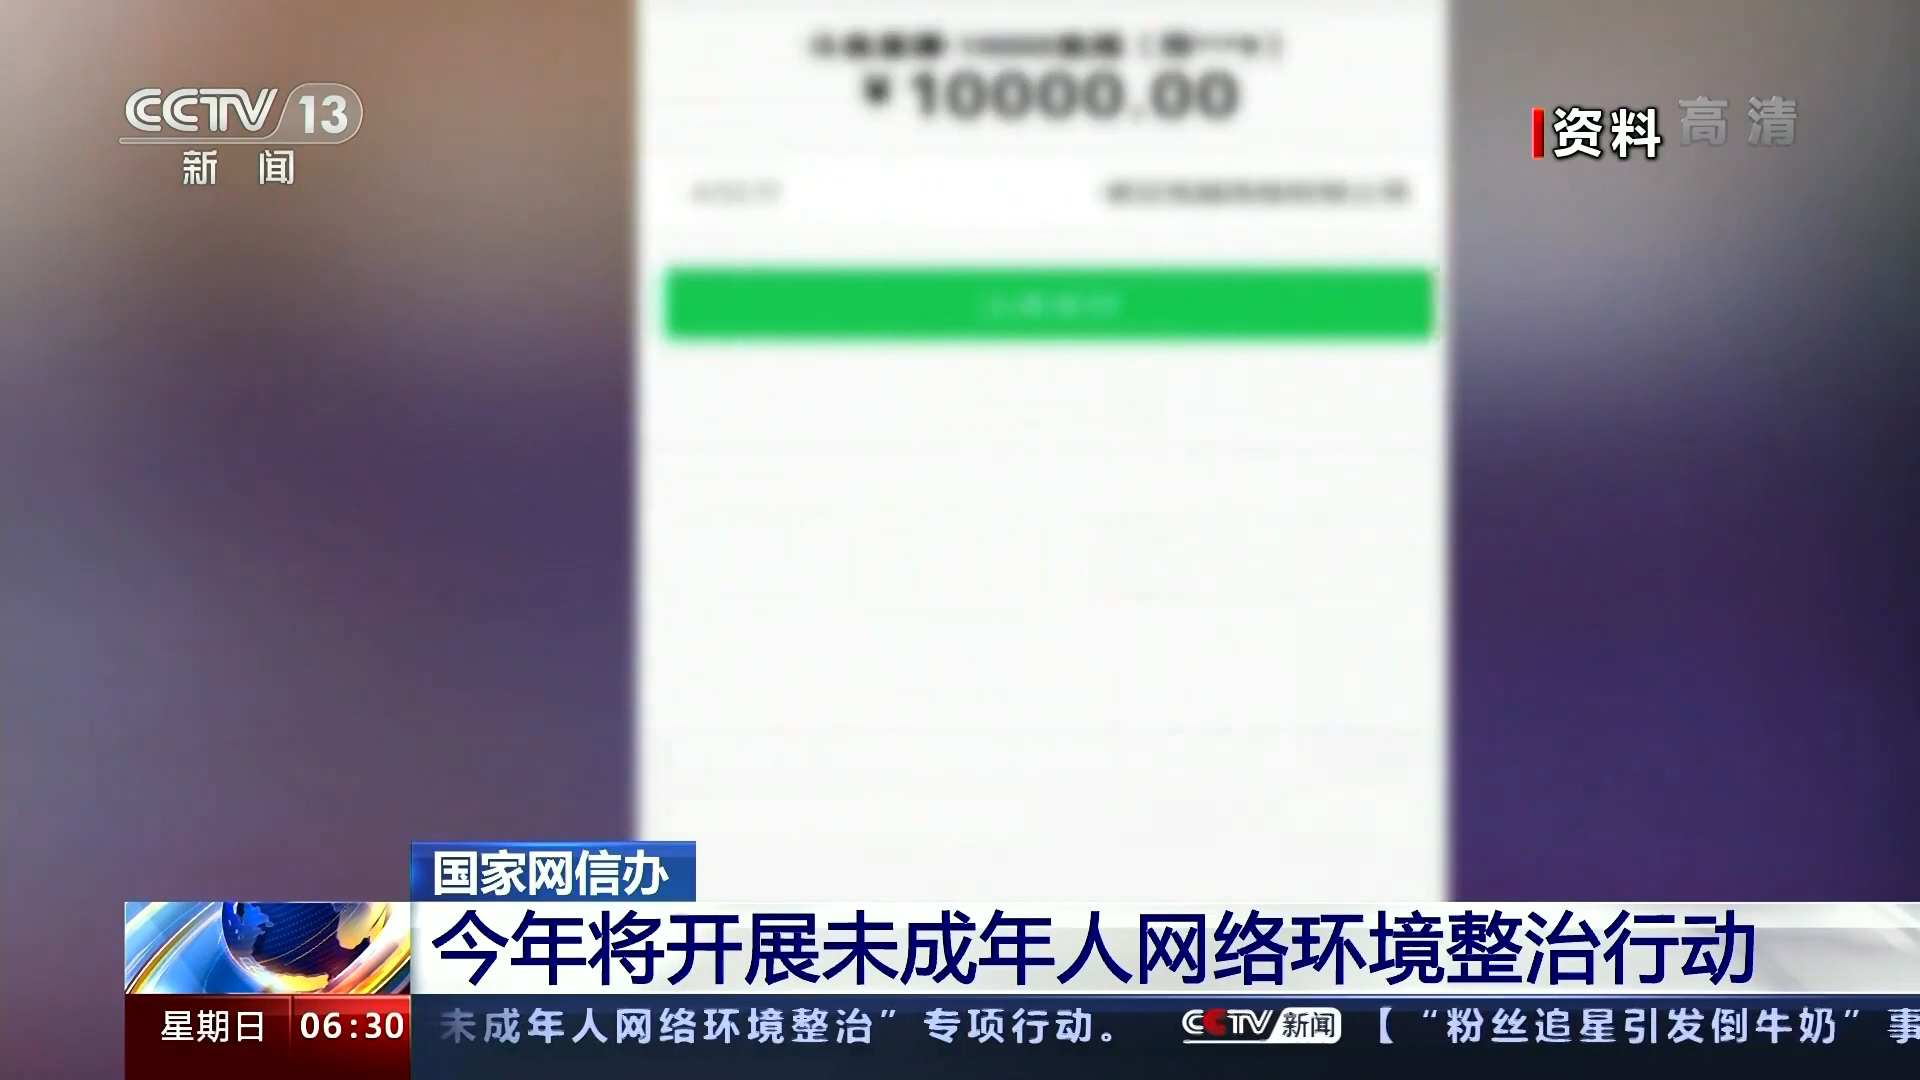 CCTV 13
新闻
资料 高清
¥10000.00
国家网信办
今年将开展未成年人网络环境整治行动
星期日 06:30 未成年人网络环境整治”专项行动。 CCTV新闻 【“粉丝追星引发倒牛奶”事